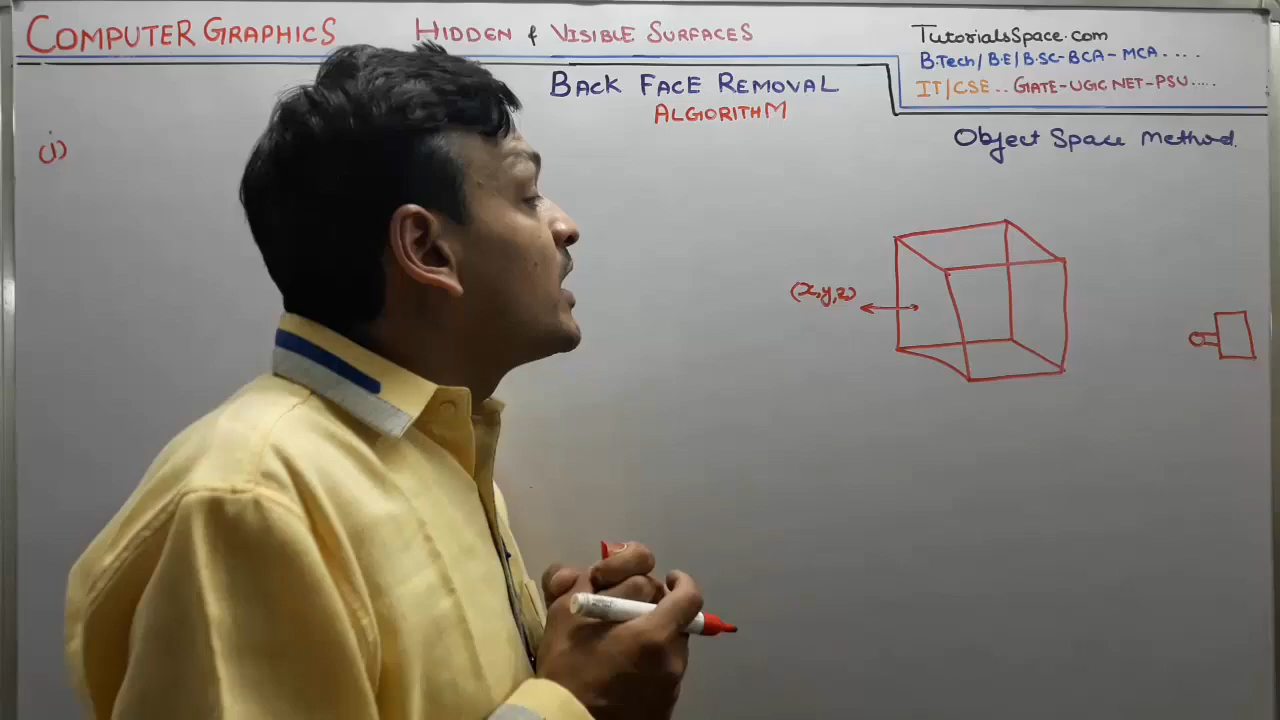 COMPUTER GRAPHICS
HIDDEN & VISIBLE SURFACES
TutorialsSpace.com
B.Tech/B.E/B.SC-BCA-MCA....
IT/CSE.. GATE-UGC NET-PSU.....
BACK FACE REMOVAL
ALGORITHM
Object Space Method.
(i)
(x,y,z)